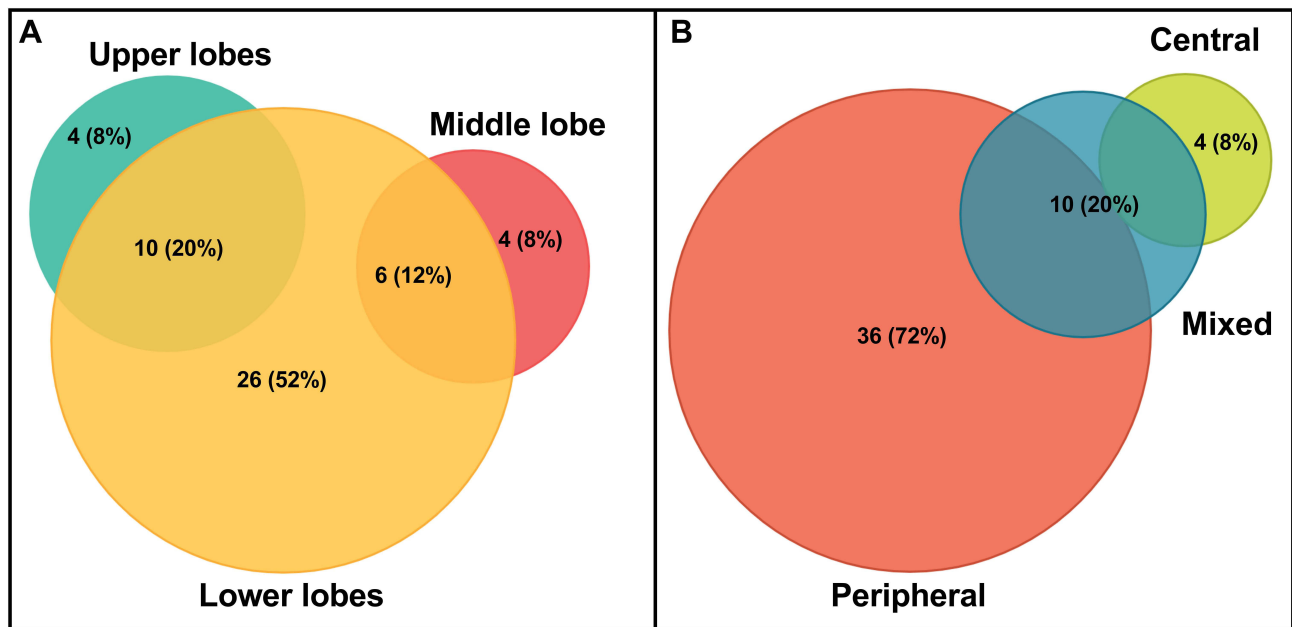 A
Upper lobes
4 (8%)
Middle lobe
10 (20%)
4 (8%)
6 (12%)
26 (52%)
Lower lobes
B
Central
4 (8%)
10 (20%)
Mixed
36 (72%)
Peripheral